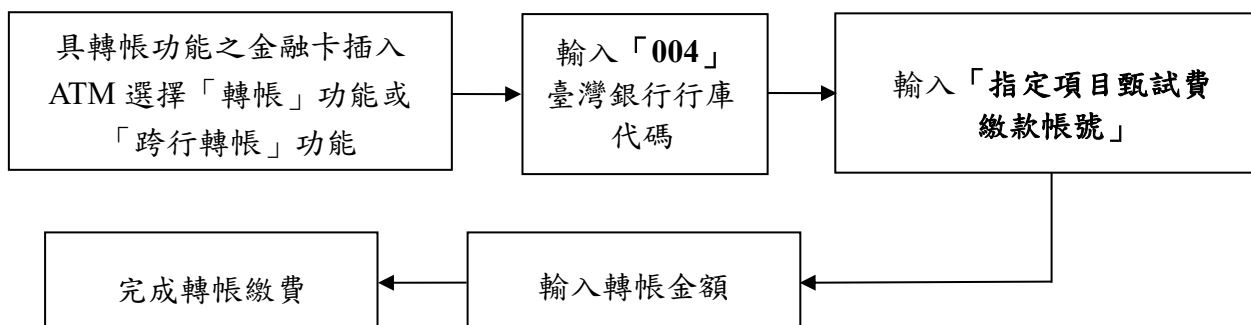 具轉帳功能之金融卡插入
ATM 選擇「轉帳」功能或
「跨行轉帳」功能
輸入「004」
臺灣銀行行庫
代碼
輸入「指定項目甄試費
繳款帳號」
輸入轉帳金額
完成轉帳繳費